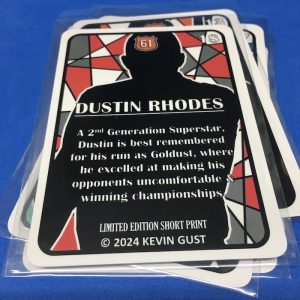 61
DUSTIN RHODES
A 2nd Generation Superstar,
Dustin is best remembered
for his run as Goldust, where
he excelled at making his
opponents uncomfortable &
winning championships
LIMITED EDITION SHORT PRINT
© 2024 KEVIN GUST